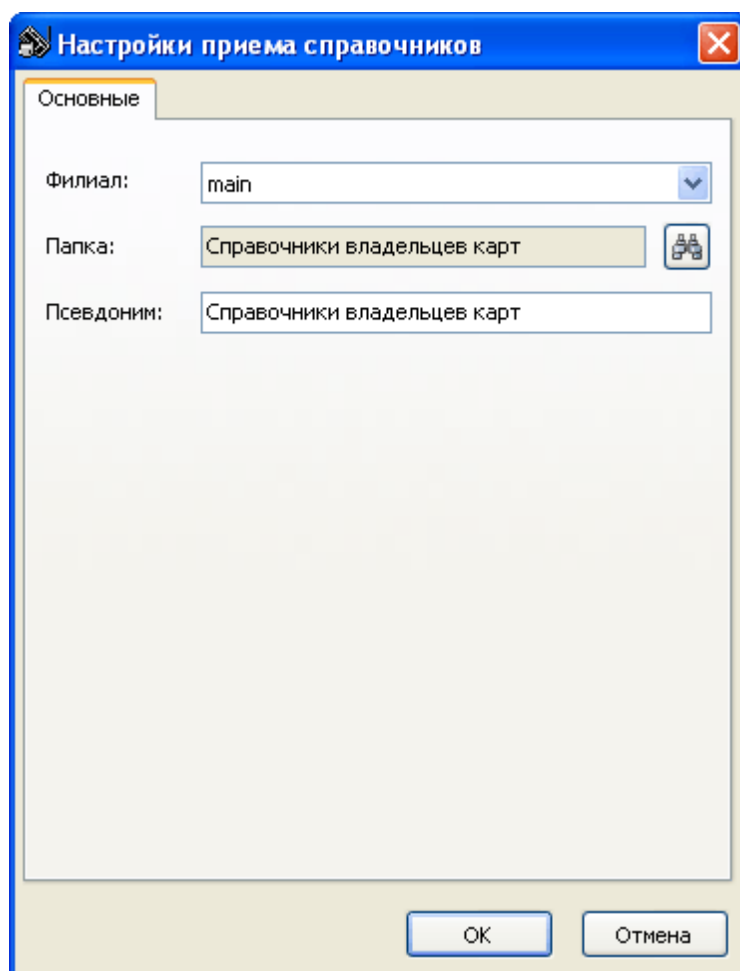 Настройки приема справочников
Основные
Филиал: main
Папка: Справочники владельцев карт
Псевдоним: Справочники владельцев карт
OK Отмена